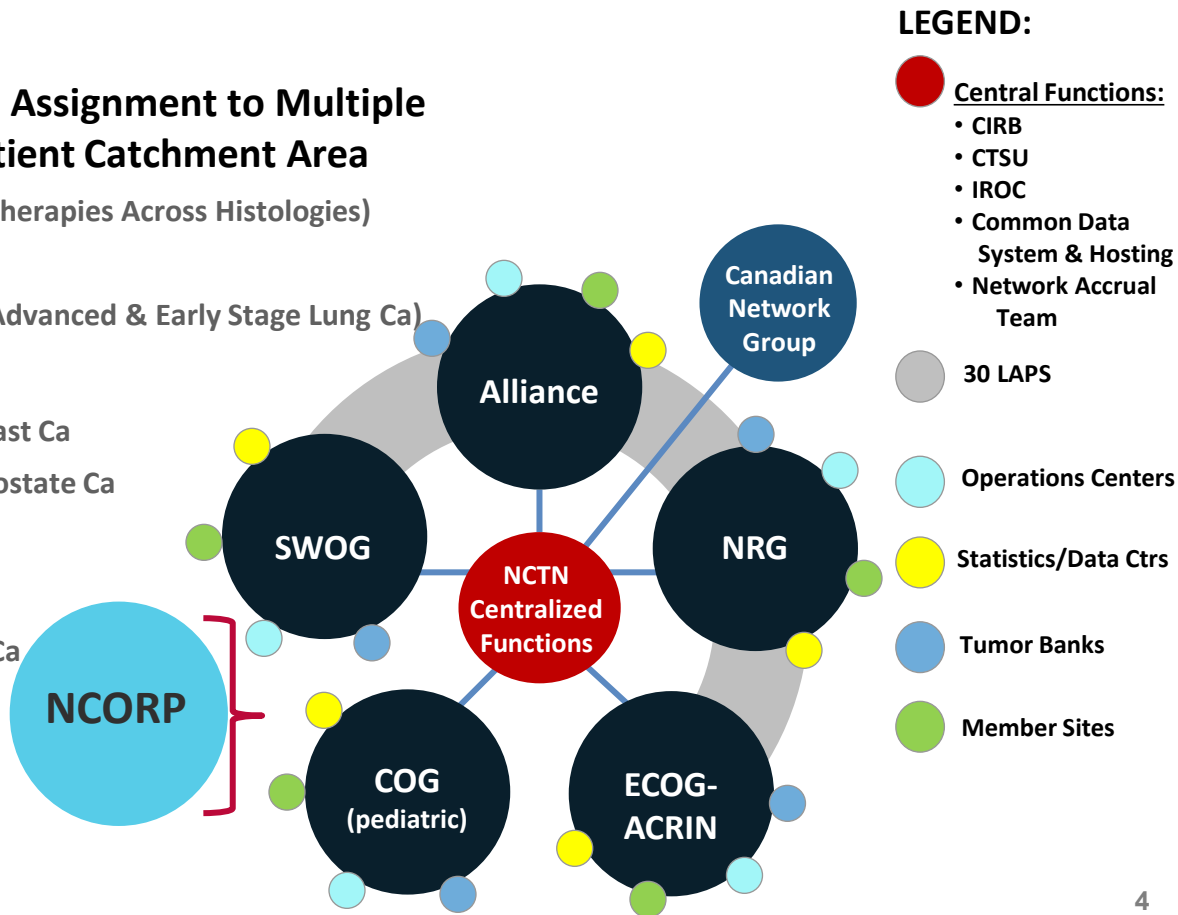 LEGEND:
Assignment to Multiple
tient Catchment Area
herapies Across Histologies)
Advanced & Early Stage Lung Ca)
ast Ca
ostate Ca
Ca
NCORP
Central Functions:
• CIRB
• CTSU
• IROC
• Common Data
System & Hosting
• Network Accrual
Team
30 LAPS
Operations Centers
Statistics/Data Ctrs
Tumor Banks
Member Sites
Canadian
Network
Group
Alliance
SWOG
NRG
NCTN
Centralized
Functions
COG
(pediatric)
ECOG-
ACRIN
4